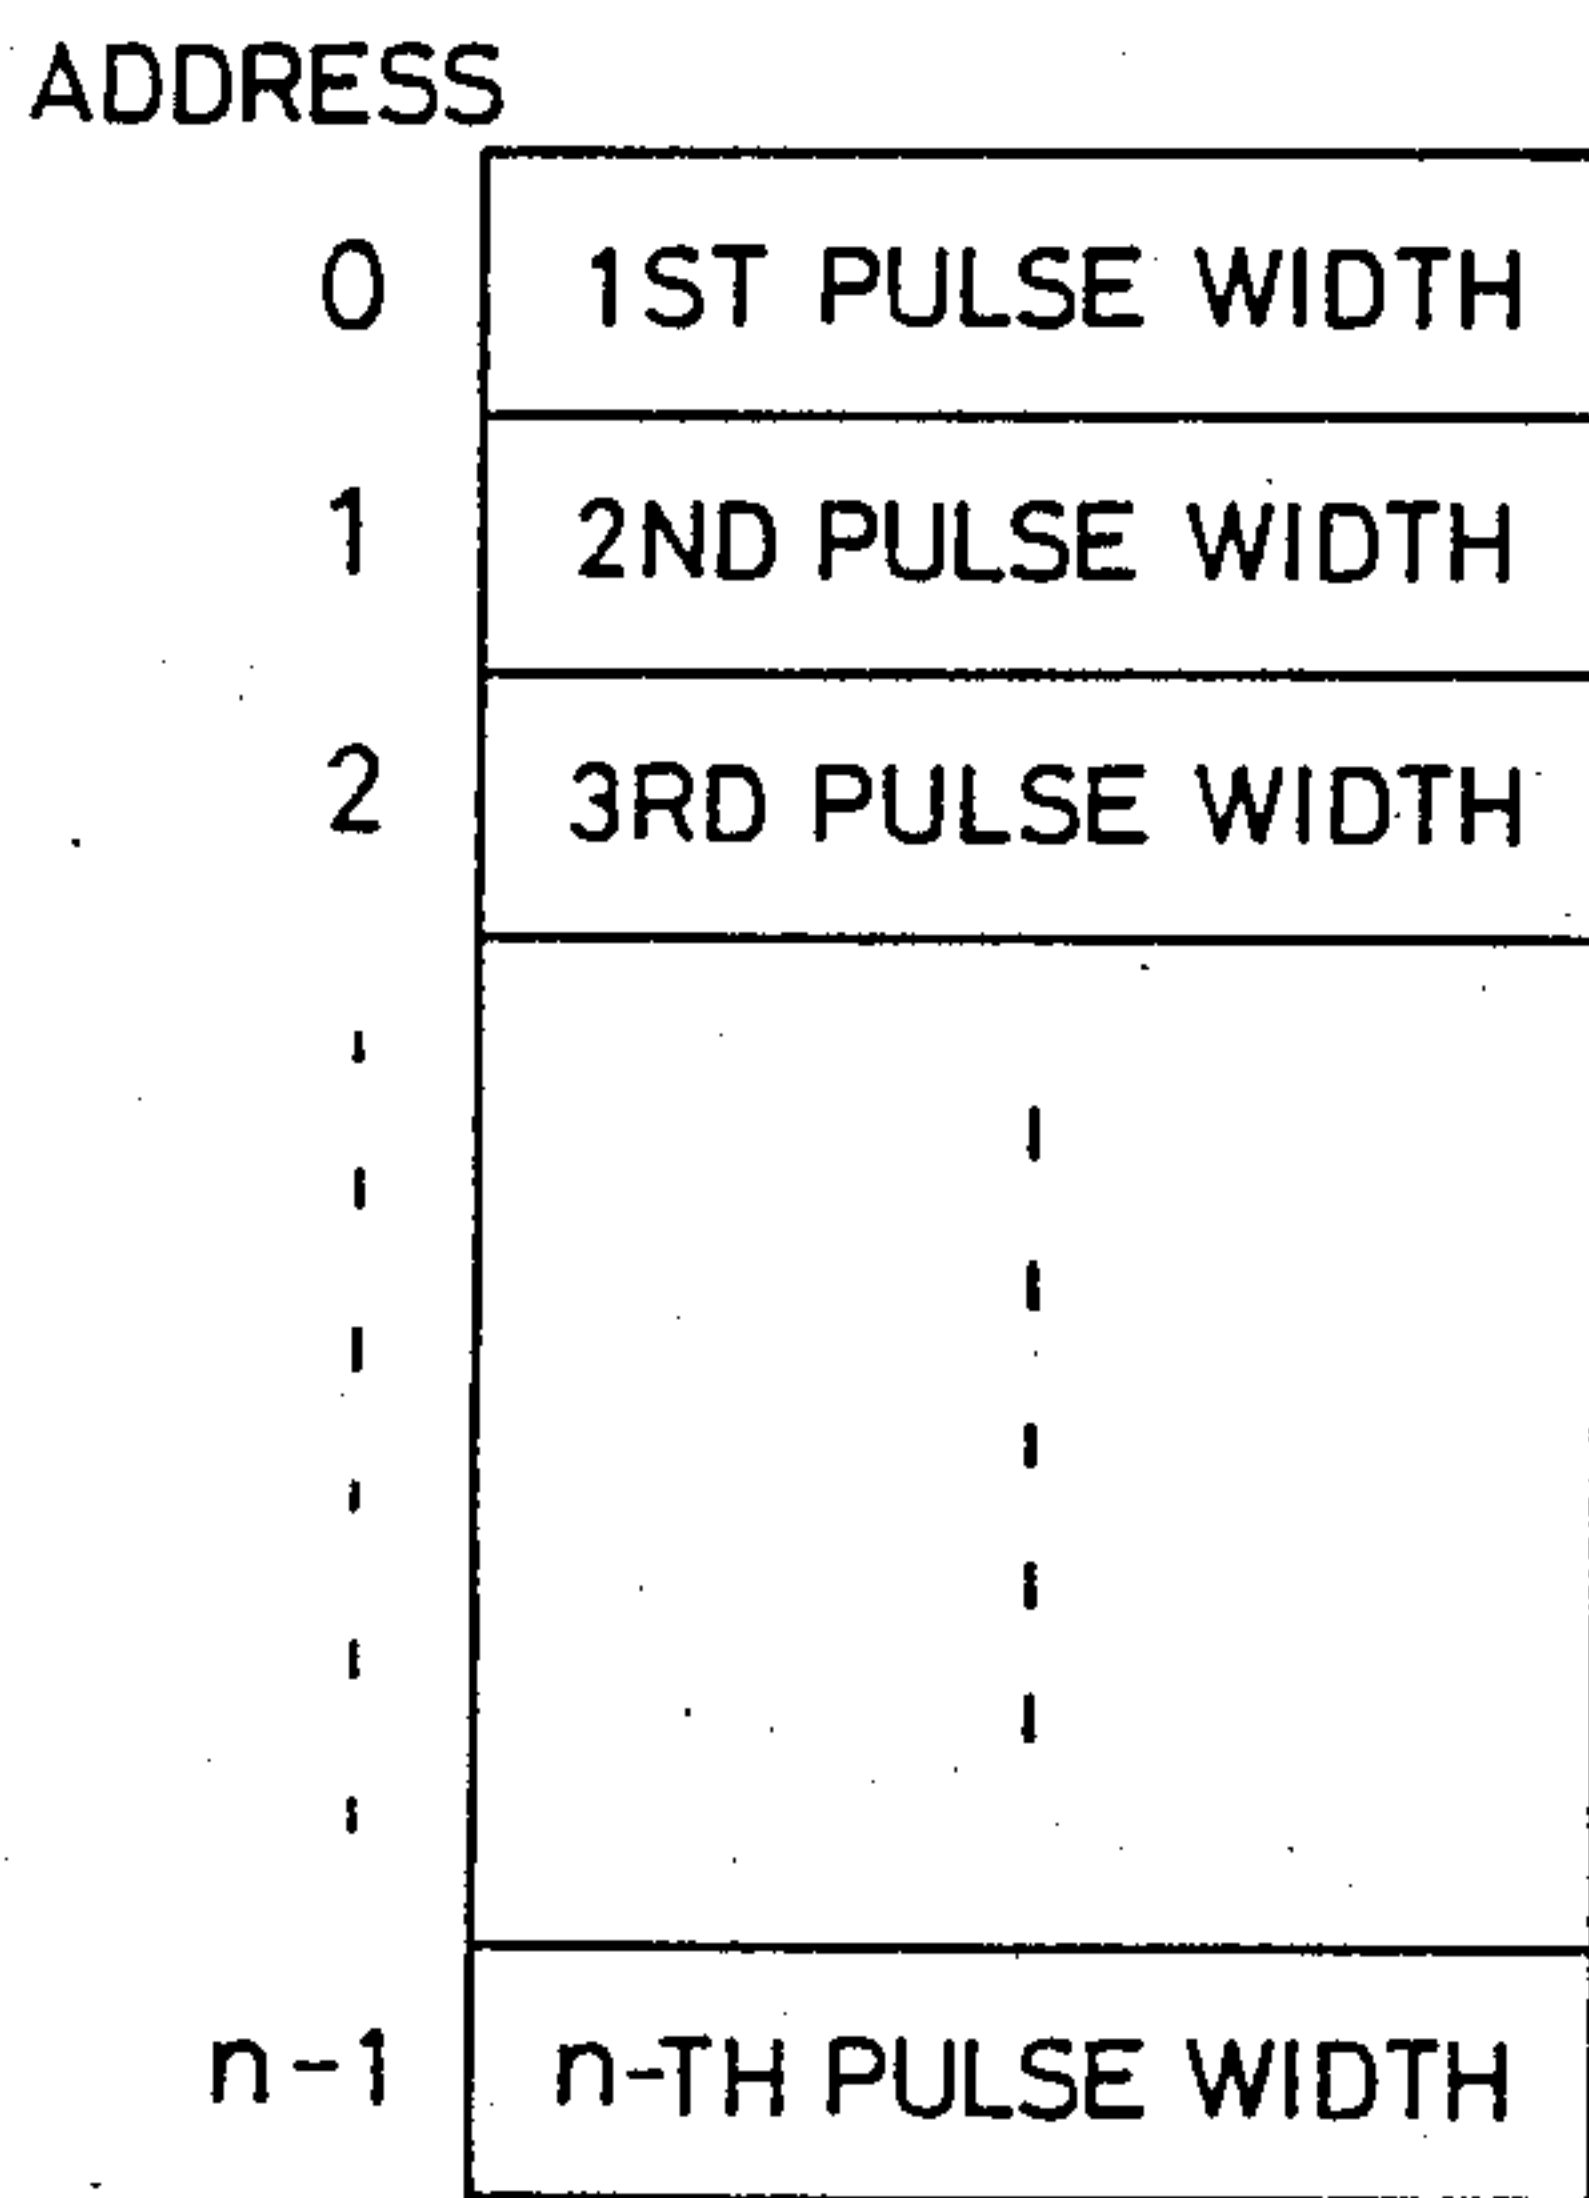 ADDRESS
0 1ST PULSE WIDTH
1 2ND PULSE WIDTH
2 3RD PULSE WIDTH
n-1 n-TH PULSE WIDTH